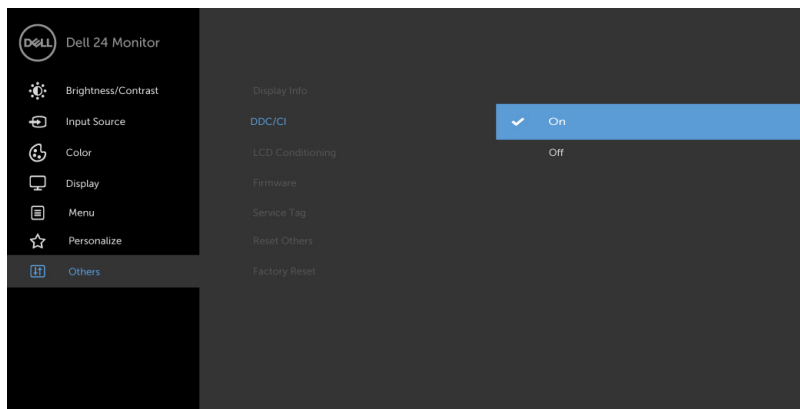 DELL Dell 24 Monitor
Brightness/Contrast
Display Info
Input Source
DDC/CI
On
Color
LCD Conditioning
Off
Display
Firmware
Menu
Service Tag
Personalize
Reset Others
Others
Factory Reset